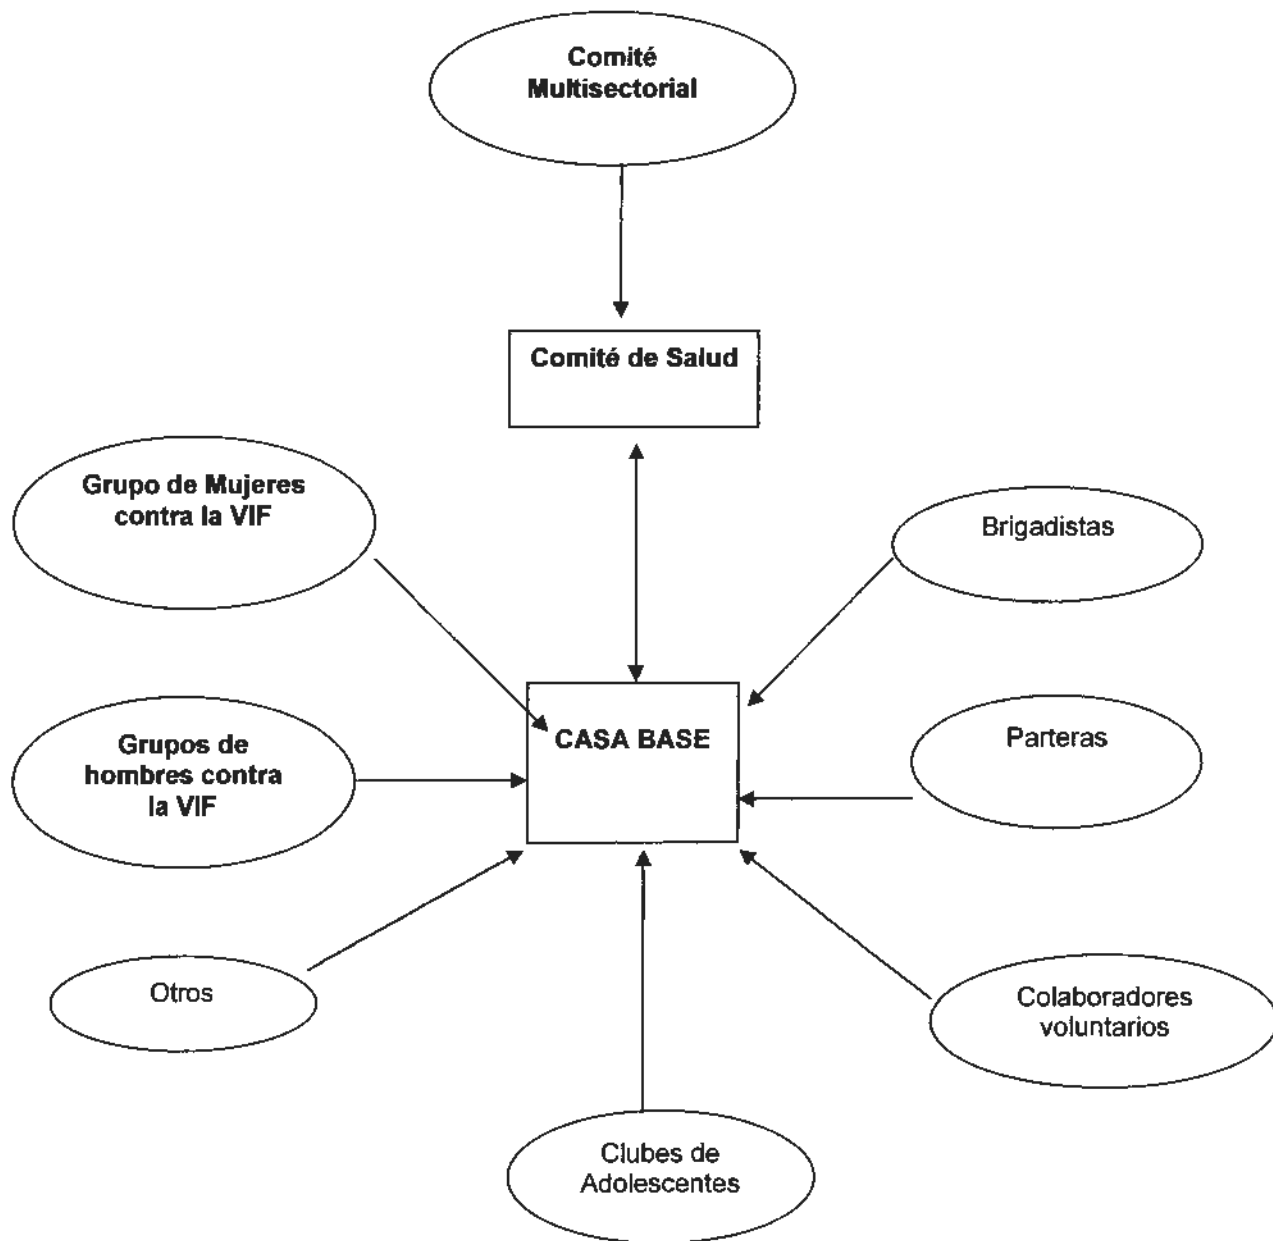 Comité
Multisectorial
Comité de Salud
Grupo de Mujeres
contra la VIF
Brigadistas
CASA BASE
Grupos de
hombres contra
la VIF
Parteras
Otros
Colaboradores
voluntarios
Clubes de
Adolescentes